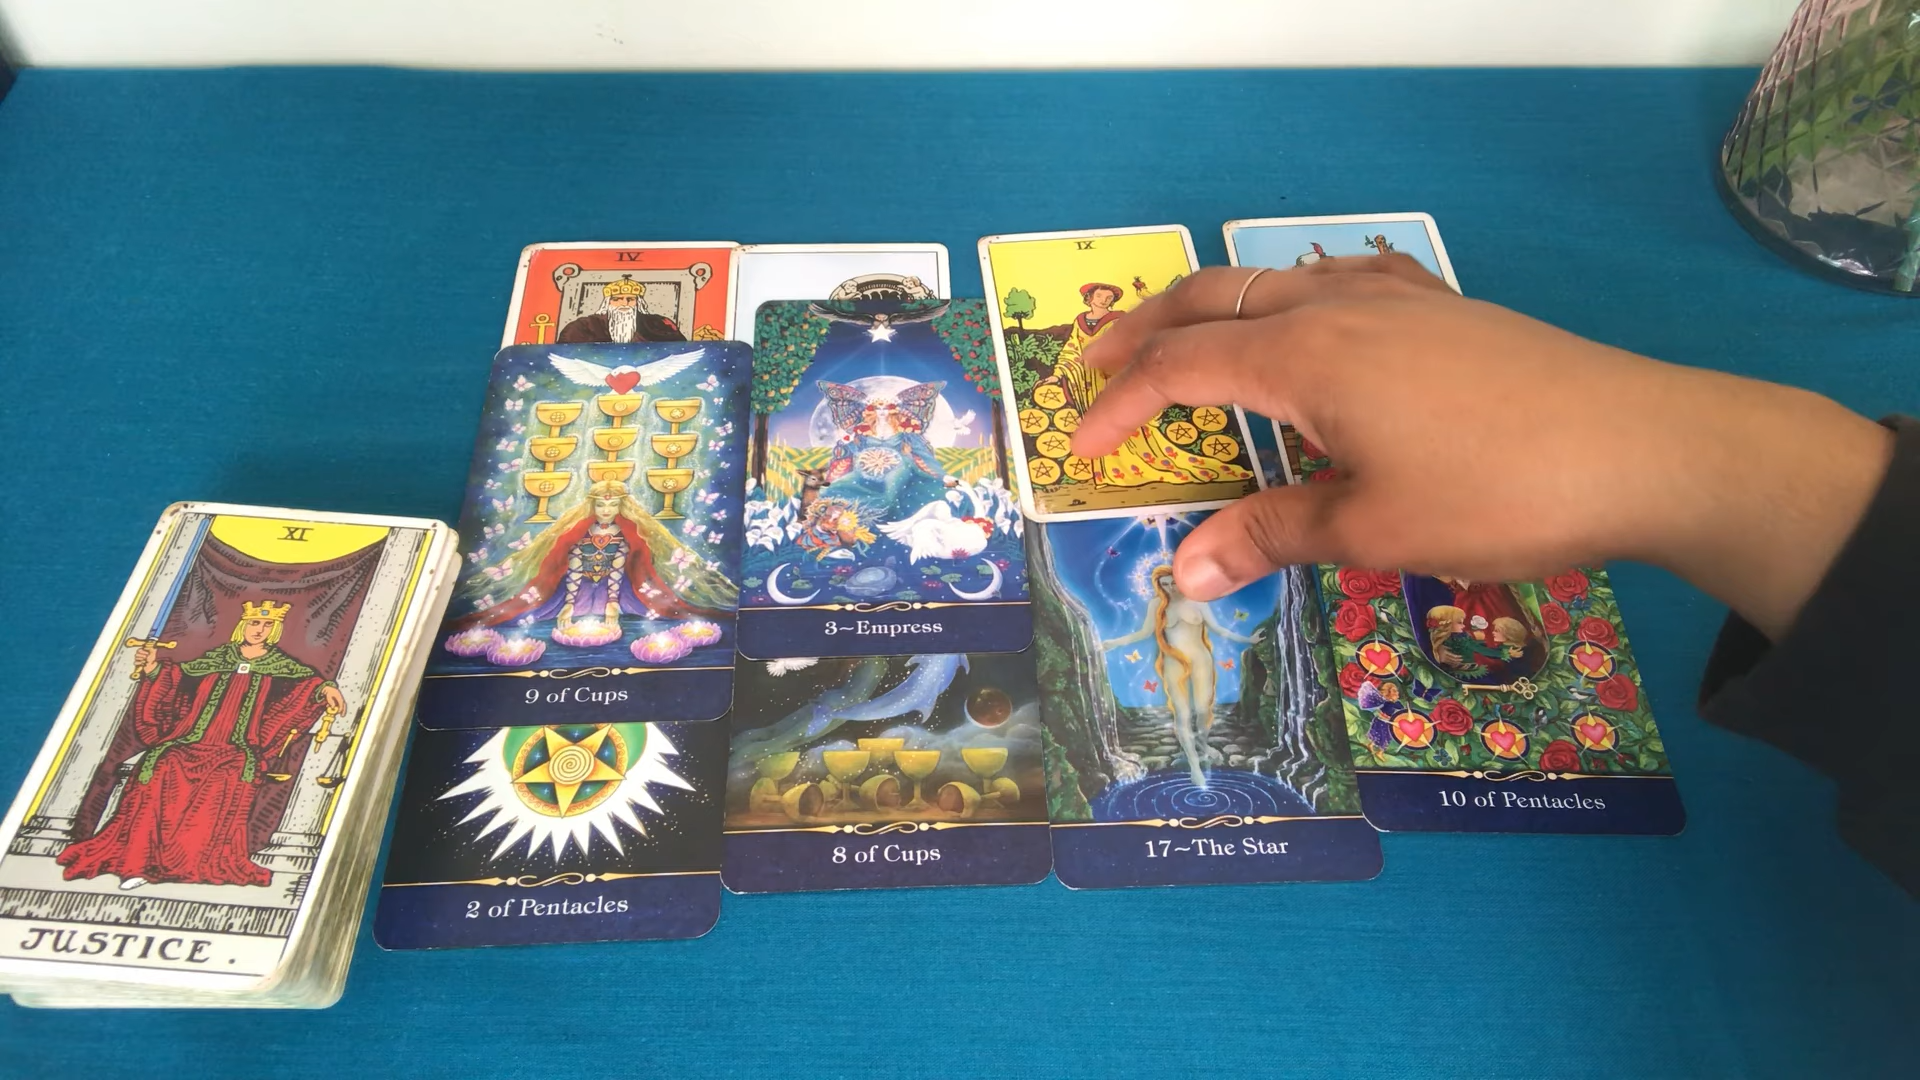 IV
IX
XI
JUSTICE.
9 of Cups
3~Empress
2 of Pentacles
8 of Cups
17~The Star
10 of Pentacles